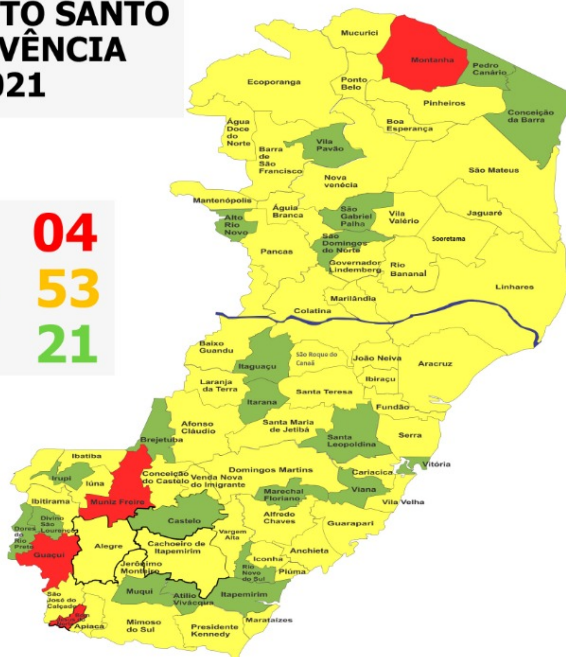 TO SANTO
VÊNCIA
021
04
53
21
Mucurici
Montanha
Pedro
Canário
Ecoporanga
Ponto
Belo
Pinheiros
Conceição
da Barra
Água
Doce
do
Norte
Boa
Esperança
Vila
Pavão
Barra
de
São
Francisco
Nova
venécia
São Mateus
Mantenópolis
Águia
Branca
São
Gabriel
Palha
Vila
Valério
Jaguaré
Alto
Rio
Novo
São
Domingos
do Norte
Sooretama
Pancas
Governador
Lindemberg
Rio
Bananal
Linhares
Marilândia
Colatina
Baixo
Guandu
São Roque do
Canaã
João Neiva
Aracruz
Itaguaçu
Ibiraçu
Laranja
da Terra
Santa Teresa
Itarana
Fundão
Afonso
Cláudio
Santa Maria
de Jetibá
Brejetuba
Santa
Leopoldina
Serra
Ibatiba
Vitória
Conceição
do Castelo
Venda Nova
do Imigrante
Domingos Martins
Cariacica
Irupi
Iúna
Viana
Marechal
Floriano
Vila Velha
Ibitirama
Muniz Freire
Alfredo
Chaves
Guarapari
Castelo
Divino
São
Lourenço
Dores
do
Rio
Preto
Vargem
Alta
Alegre
Cachoeiro de
Itapemirim
Anchieta
Guaçuí
Iconha
Jerônimo
Monteiro
Rio
Novo
do Sul
Piúma
Muqui
Atílio
Vivácqua
Itapemirim
São
José do
Calçado
Apiacá
Mimoso
do Sul
Presidente
Kennedy
Marataizes